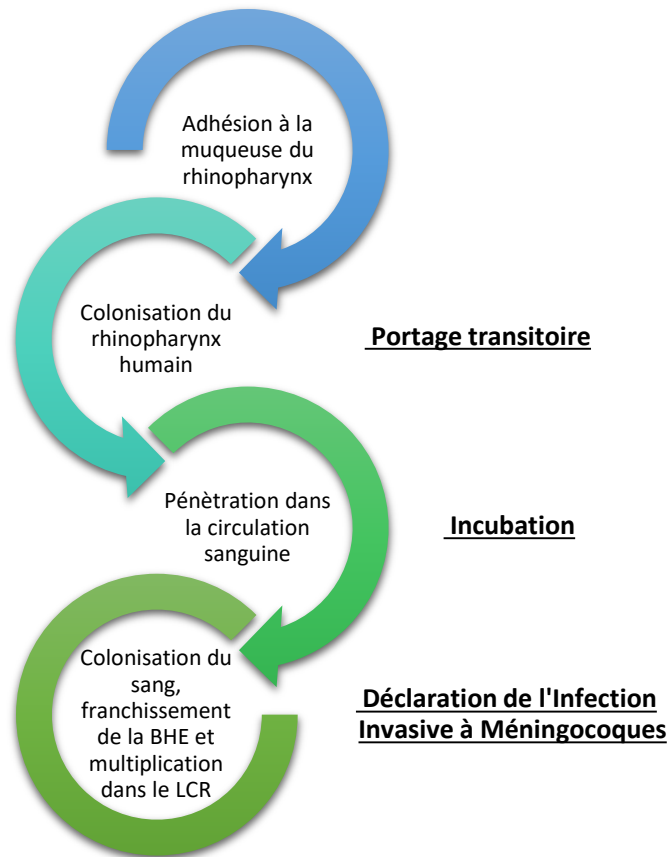 Adhésion à la
muqueuse du
rhinopharynx
Colonisation du
rhinopharynx
humain
Portage transitoire
Pénètration dans
la circulation
sanguine
Incubation
Colonisation du
sang,
franchissement
de la BHE et
multiplication
dans le LCR
Déclaration de l'Infection
Invasive à Méningocoques